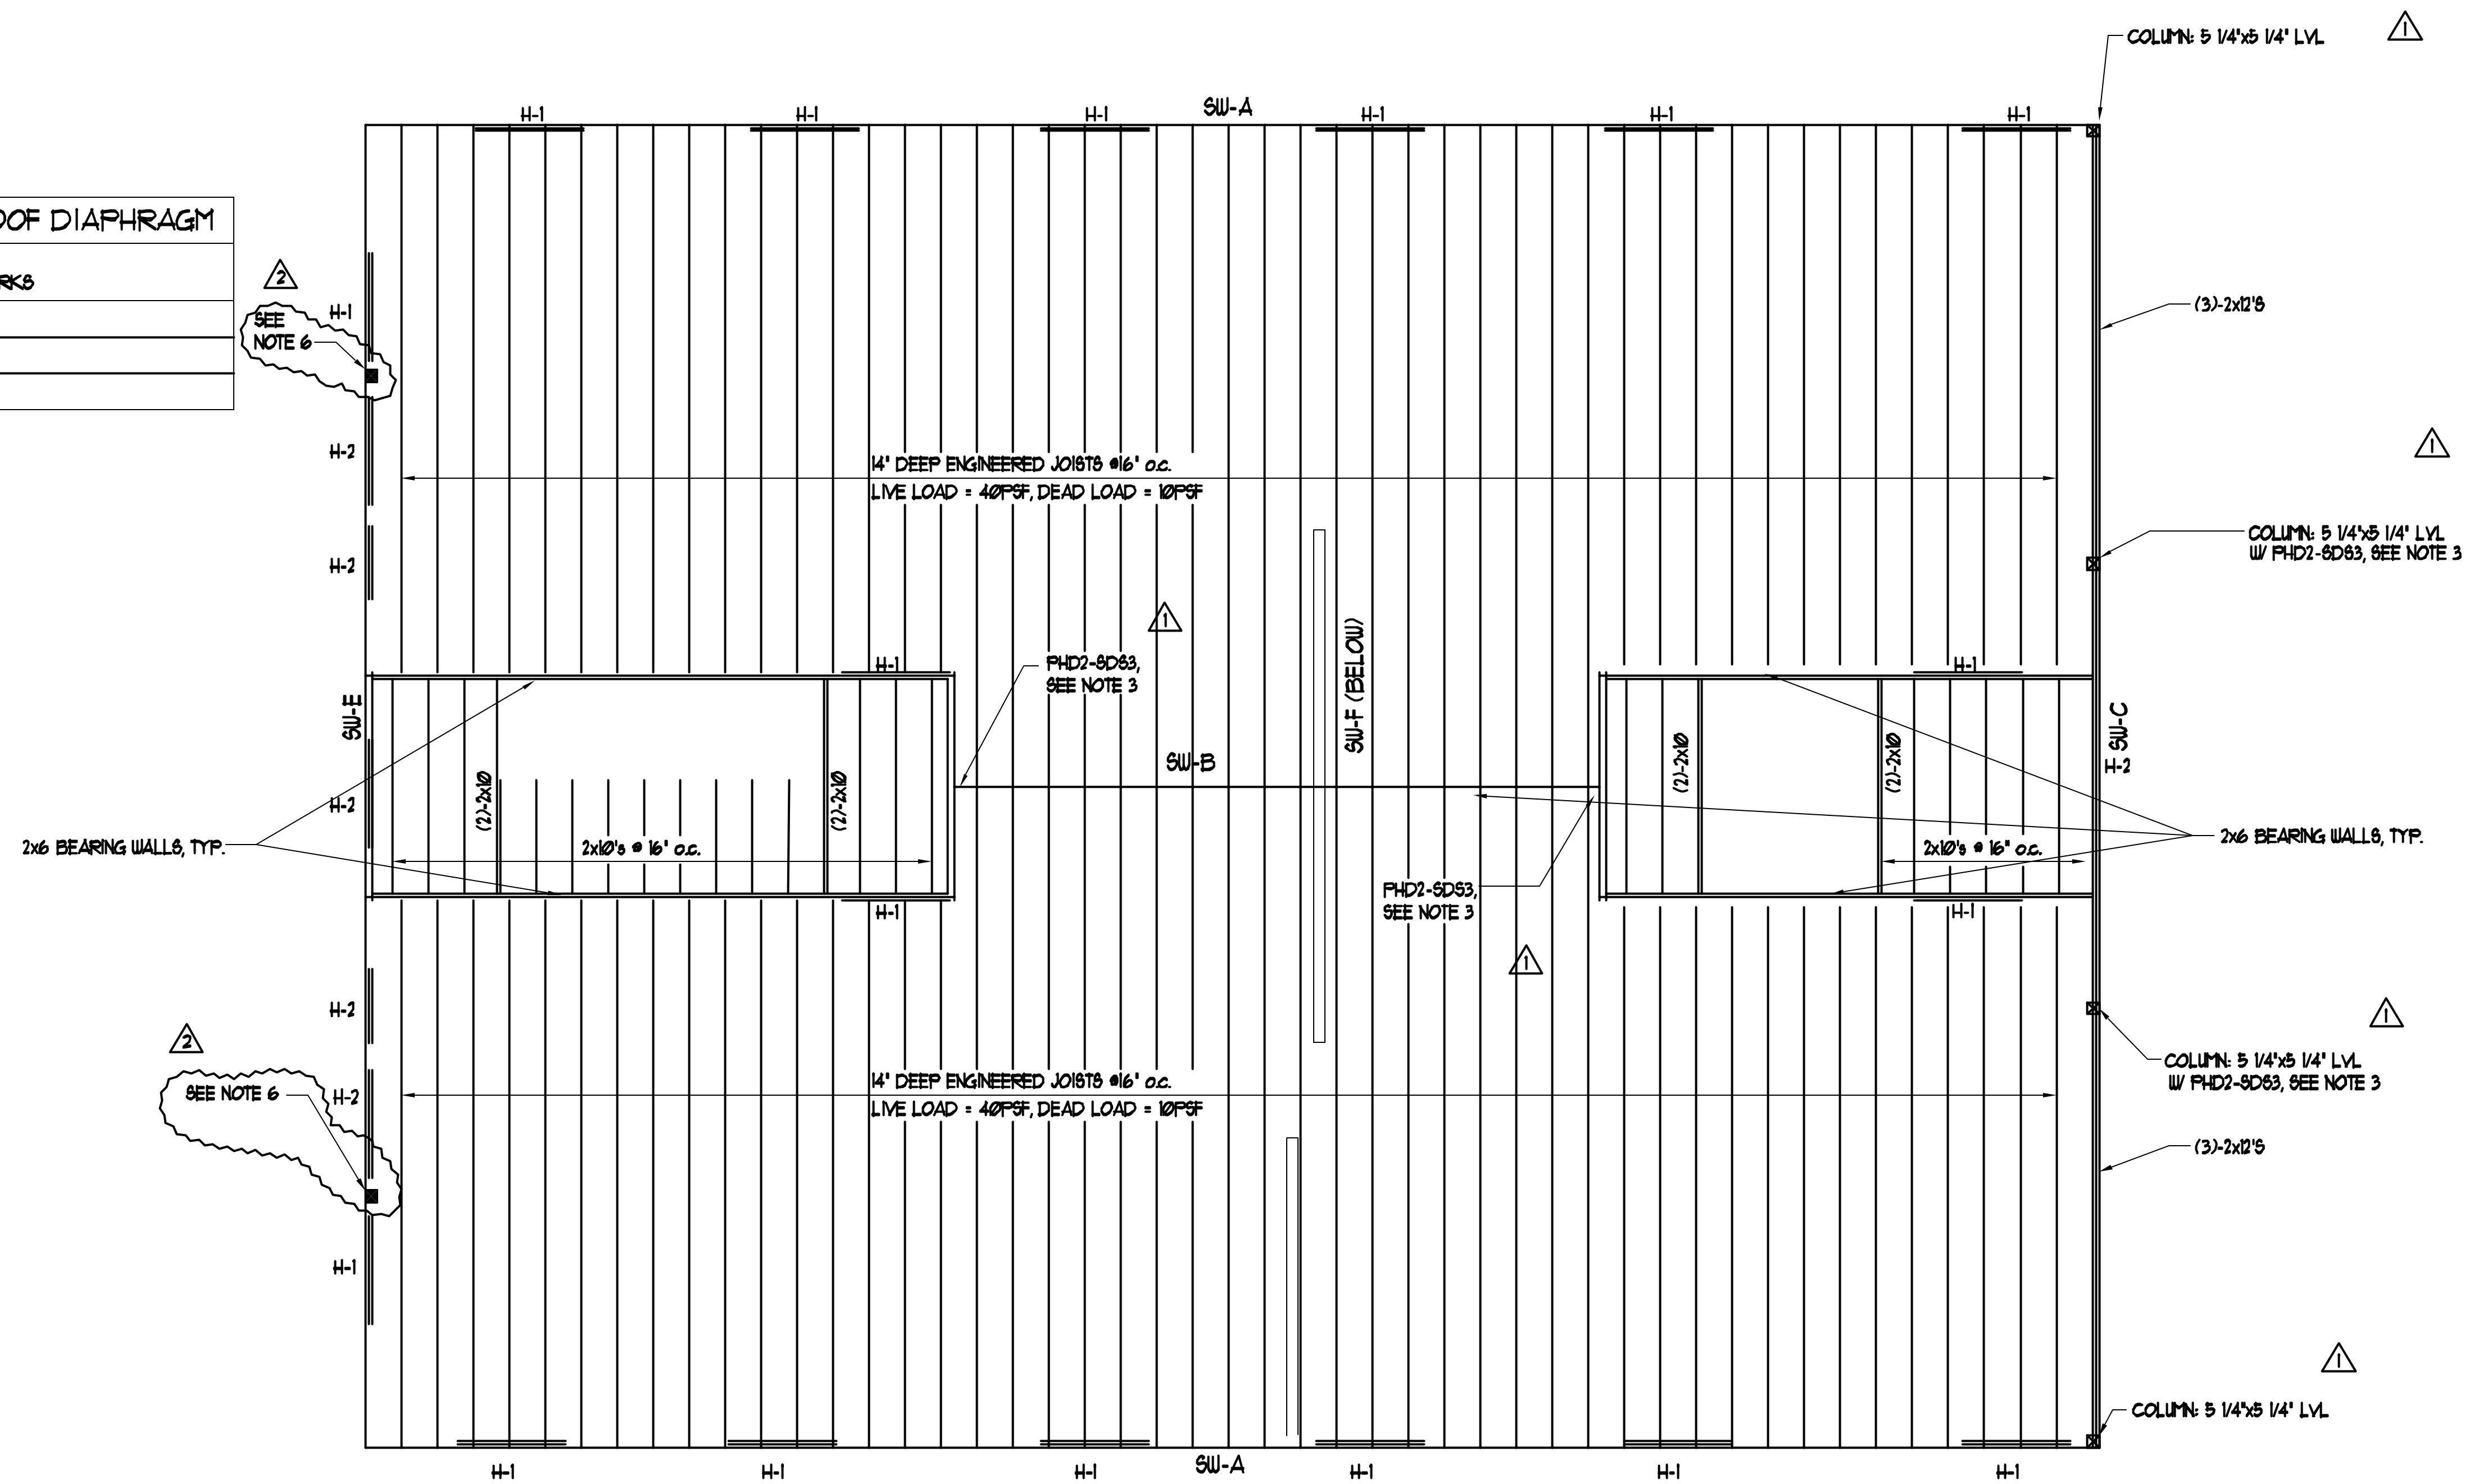 COLUMN: 5 1/4"x5 1/4" LVL
1
H-1
H-1
H-1
SW-A
H-1
H-1
H-1
OOF DIAPHRAGM
RKS
2
SEE
NOTE 6
H-1
(3)-2x12'S
H-2
14" DEEP ENGINEERED JOISTS @16" o.c.
LIVE LOAD = 40PSF, DEAD LOAD = 10PSF
1
COLUMN: 5 1/4"x5 1/4" LVL
W/ PHD2-SDS3, SEE NOTE 3
H-2
1
PHD2-SDS3,
SEE NOTE 3
H-1
H-1
SW-E
SW-F (BELOW)
SW-B
SW-C
H-2
H-2
(2)-2x10
(2)-2x10
(2)-2x10
(2)-2x10
2x6 BEARING WALLS, TYP.
2x10's @ 16" o.c.
2x10's @ 16" o.c.
2x6 BEARING WALLS, TYP.
PHD2-SDS3,
SEE NOTE 3
H-1
H-1
1
H-2
1
2
SEE NOTE 6
H-2
14" DEEP ENGINEERED JOISTS @16" o.c.
LIVE LOAD = 40PSF, DEAD LOAD = 10PSF
COLUMN: 5 1/4"x5 1/4" LVL
W/ PHD2-SDS3, SEE NOTE 3
(3)-2x12'S
H-1
1
COLUMN: 5 1/4"x5 1/4" LVL
H-1
H-1
H-1
SW-A
H-1
H-1
H-1